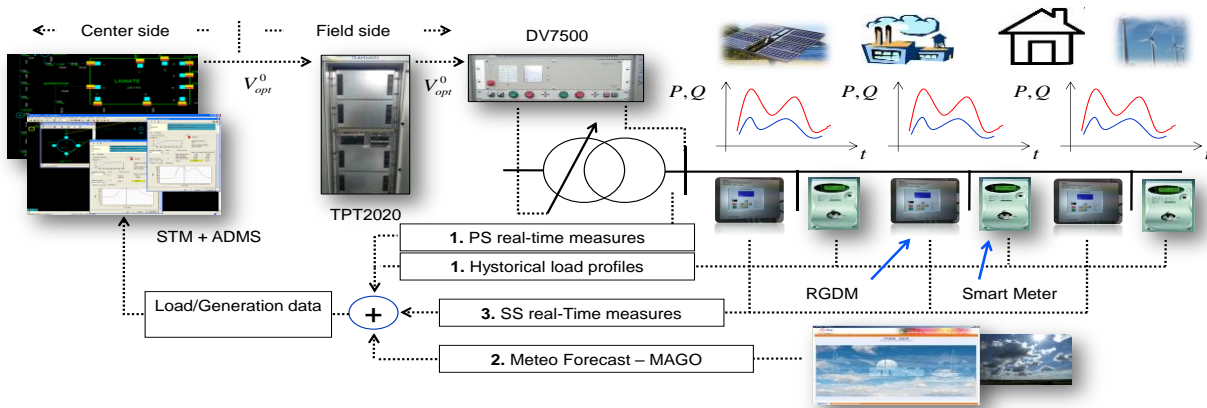 Center side
Field side
DV7500
V⁰opt
V⁰opt
P, Q
P, Q
P, Q
t
t
t
LAINATE
TPT2020
STM + ADMS
1. PS real-time measures
1. Hystorical load profiles
Load/Generation data
+
3. SS real-Time measures
RGDM
Smart Meter
2. Meteo Forecast – MAGO